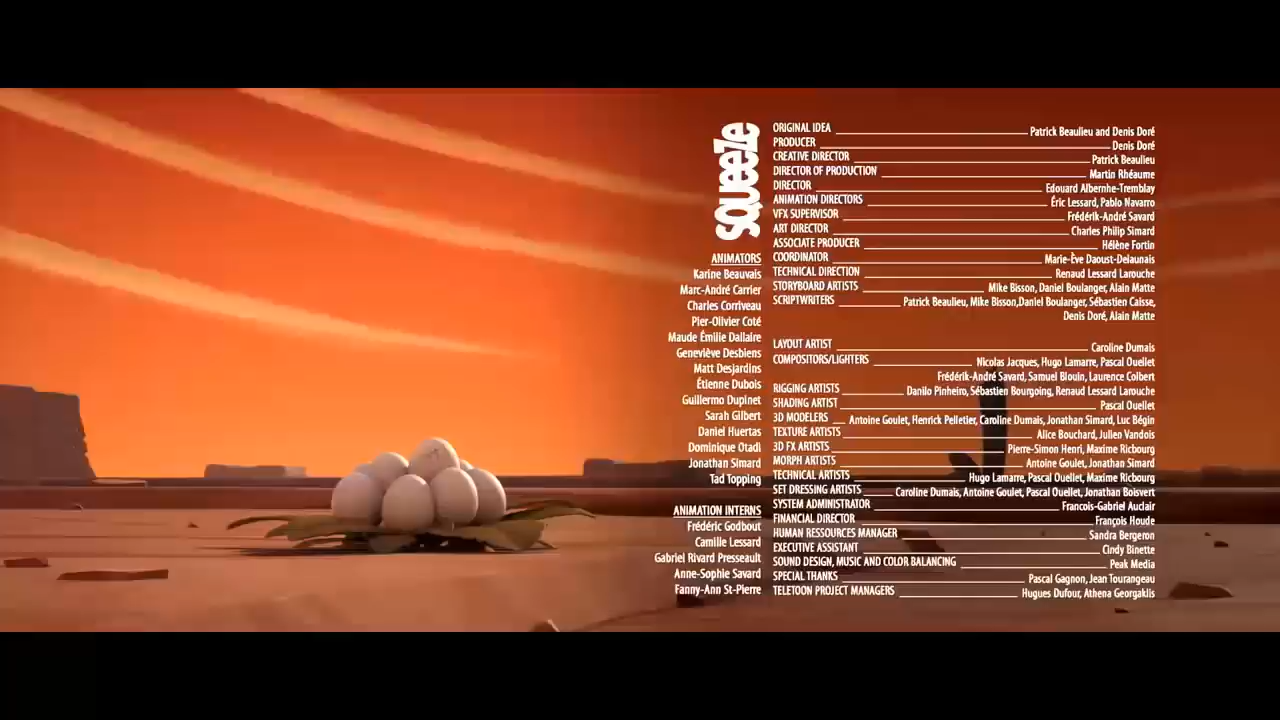 squeeze
ORIGINAL IDEA Patrick Beaulieu and Denis Doré
PRODUCER Denis Doré
CREATIVE DIRECTOR Patrick Beaulieu
DIRECTOR OF PRODUCTION Martin Rhéaume
DIRECTOR Edouard Albernhe-Tremblay
ANIMATION DIRECTORS Éric Lessard, Pablo Navarro
VFX SUPERVISOR Frédérik-André Savard
ART DIRECTOR Charles Philip Simard
ASSOCIATE PRODUCER Hélène Fortin
COORDINATOR Marie-Ève Daoust-Delaunais
TECHNICAL DIRECTION Renaud Lessard Larouche
STORYBOARD ARTISTS Mike Bisson, Daniel Boulanger, Alain Matte
SCRIPTWRITERS Patrick Beaulieu, Mike Bisson,Daniel Boulanger, Sébastien Caisse,
Denis Doré, Alain Matte
LAYOUT ARTIST Caroline Dumais
COMPOSITORS/LIGHTERS Nicolas Jacques, Hugo Lamarre, Pascal Ouellet
Frédérik-André Savard, Samuel Blouin, Laurence Colbert
RIGGING ARTISTS Danilo Pinheiro, Sébastien Bourgoing, Renaud Lessard Larouche
SHADING ARTIST Pascal Ouellet
3D MODELERS Antoine Goulet, Henrick Pelletier, Caroline Dumais, Jonathan Simard, Luc Bégin
TEXTURE ARTISTS Alice Bouchard, Julien Vandois
3D FX ARTISTS Pierre-Simon Henri, Maxime Ricbourg
MORPH ARTISTS Antoine Goulet, Jonathan Simard
TECHNICAL ARTISTS Hugo Lamarre, Pascal Ouellet, Maxime Ricbourg
SET DRESSING ARTISTS Caroline Dumais, Antoine Goulet, Pascal Ouellet, Jonathan Boisvert
SYSTEM ADMINISTRATOR Francois-Gabriel Auclair
FINANCIAL DIRECTOR François Houde
HUMAN RESSOURCES MANAGER Sandra Bergeron
EXECUTIVE ASSISTANT Cindy Binette
SOUND DESIGN, MUSIC AND COLOR BALANCING Peak Media
SPECIAL THANKS Pascal Gagnon, Jean Tourangeau
TELETOON PROJECT MANAGERS Hugues Dufour, Athena Georgaklis
ANIMATORS
Karine Beauvais
Marc-André Carrier
Charles Corriveau
Pier-Olivier Coté
Maude Émilie Dallaire
Geneviève Desbiens
Matt Desjardins
Étienne Dubois
Guillermo Dupinet
Sarah Gilbert
Daniel Huertas
Dominique Otadi
Jonathan Simard
Tad Topping
ANIMATION INTERNS
Frédéric Godbout
Camille Lessard
Gabriel Rivard Presseault
Anne-Sophie Savard
Fanny-Ann St-Pierre